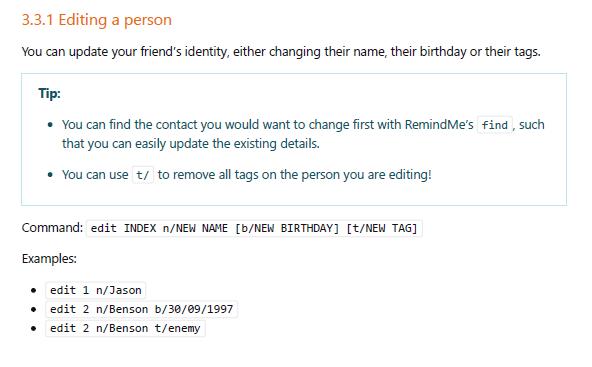 3.3.1 Editing a person
You can update your friend's identity, either changing their name, their birthday or their tags.
Tip:
• You can find the contact you would want to change first with RemindMe's find , such
that you can easily update the existing details.
• You can use t/ to remove all tags on the person you are editing!
Command: edit INDEX n/NEW NAME [b/NEW BIRTHDAY] [t/NEW TAG]
Examples:
• edit 1 n/Jason
• edit 2 n/Benson b/30/09/1997
• edit 2 n/Benson t/enemy